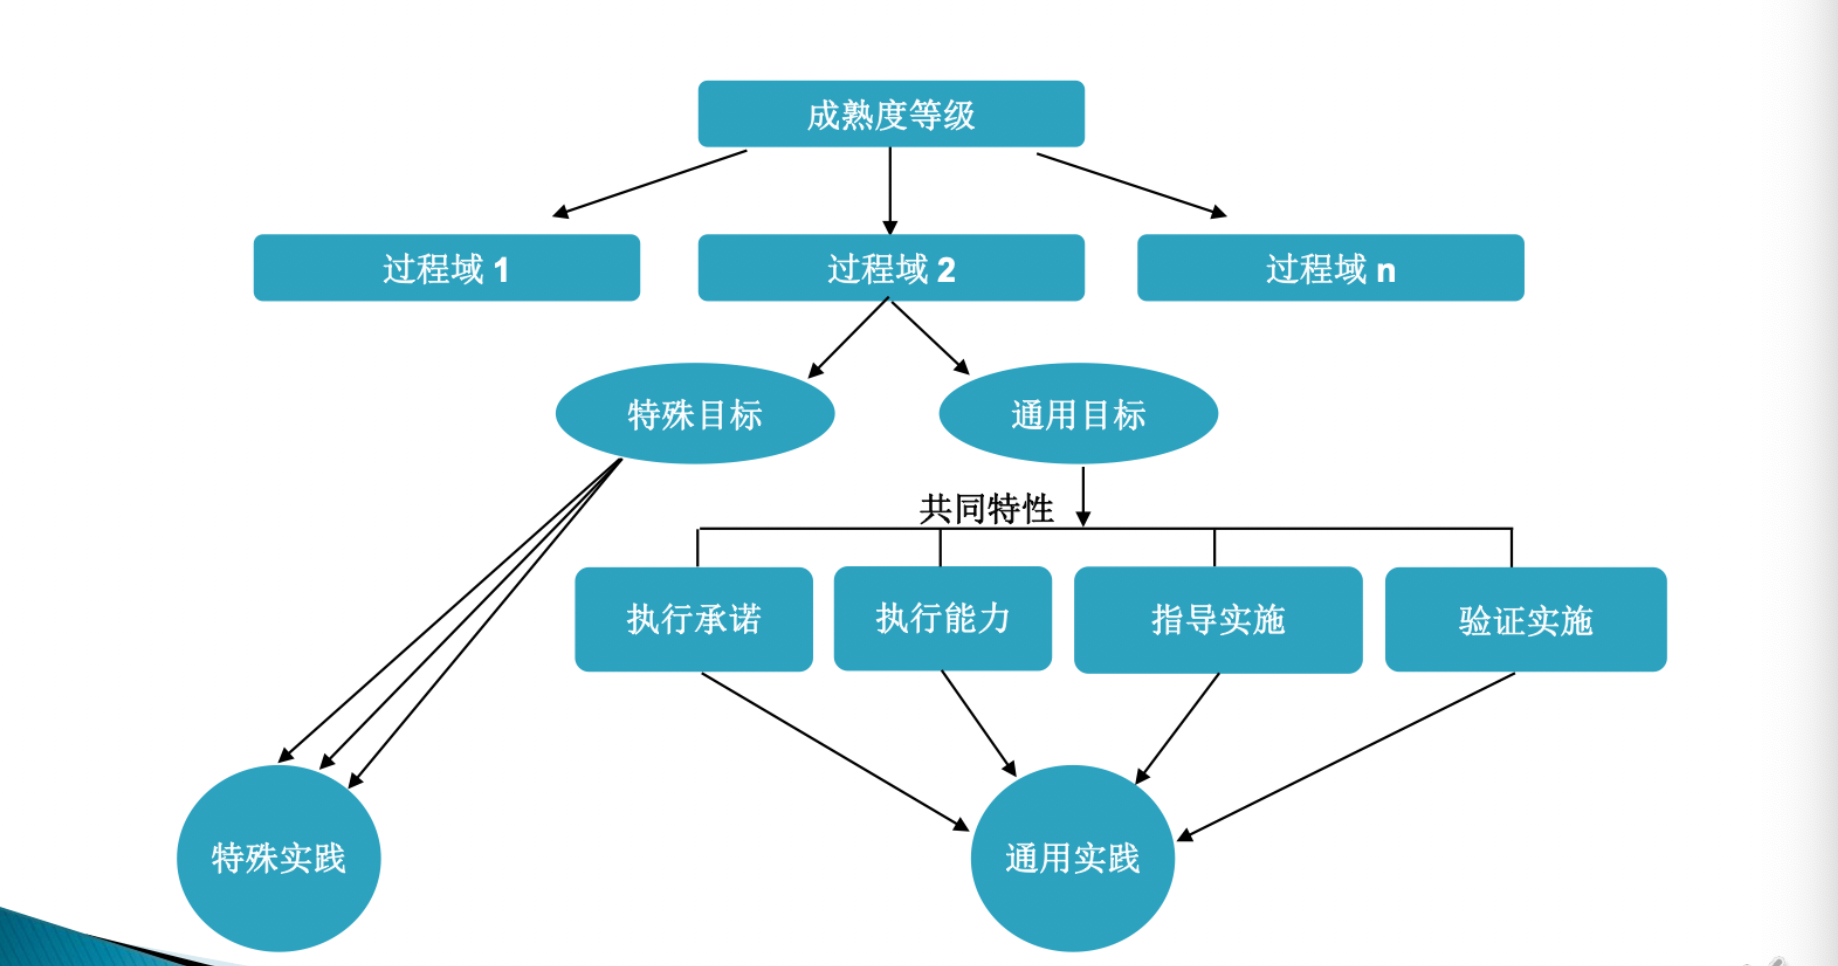 成熟度等级
过程域 1
过程域 2
过程域 n
特殊目标
通用目标
共同特性
执行承诺
执行能力
指导实施
验证实施
特殊实践
通用实践